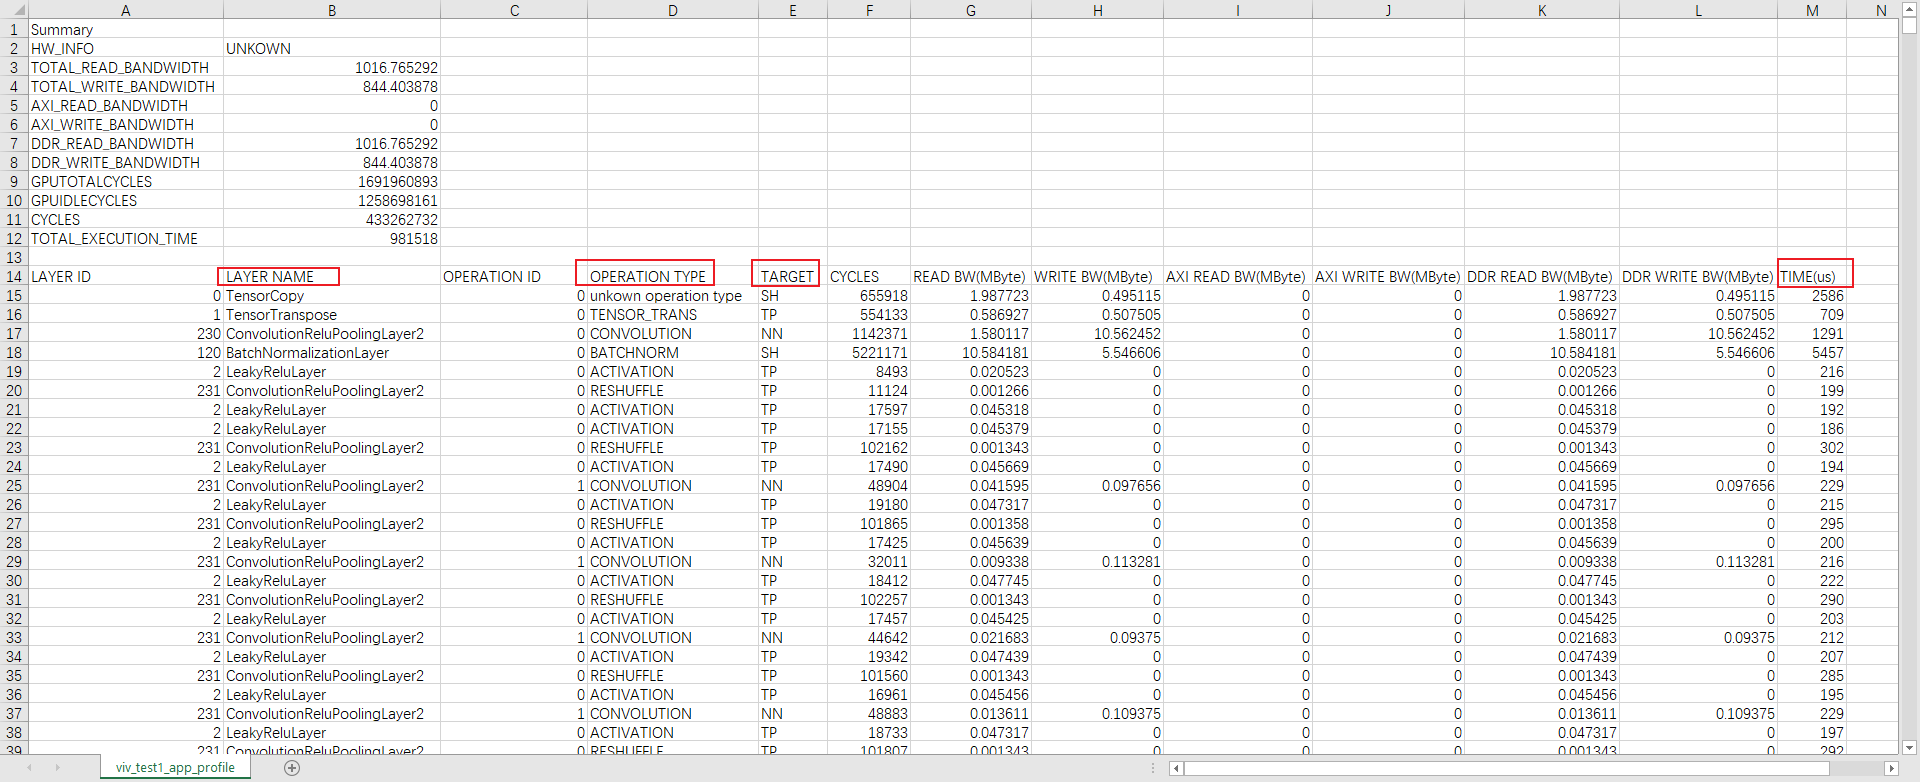 A B C D E F G H I J K L M N
1 Summary
2 HW_INFO UNKOWN
3 TOTAL_READ_BANDWIDTH 1016.765292
4 TOTAL_WRITE_BANDWIDTH 844.403878
5 AXI_READ_BANDWIDTH 0
6 AXI_WRITE_BANDWIDTH 0
7 DDR_READ_BANDWIDTH 1016.765292
8 DDR_WRITE_BANDWIDTH 844.403878
9 GPUTOTALCYCLES 1691960893
10 GPUIDLECYCLES 1258698161
11 CYCLES 433262732
12 TOTAL_EXECUTION_TIME 981518
13
14 LAYER ID LAYER NAME OPERATION ID OPERATION TYPE TARGET CYCLES READ BW(MByte) WRITE BW(MByte) AXI READ BW(MByte) AXI WRITE BW(MByte) DDR READ BW(MByte) DDR WRITE BW(MByte) TIME(us)
15 0 TensorCopy 0 unkown operation type SH 655918 1.987723 0.495115 0 0 1.987723 0.495115 2586
16 1 TensorTranspose 0 TENSOR_TRANS TP 554133 0.586927 0.507505 0 0 0.586927 0.507505 709
17 230 ConvolutionReluPoolingLayer2 0 CONVOLUTION NN 1142371 1.580117 10.562452 0 0 1.580117 10.562452 1291
18 120 BatchNormalizationLayer 0 BATCHNORM SH 5221171 10.584181 5.546606 0 0 10.584181 5.546606 5457
19 2 LeakyReluLayer 0 ACTIVATION TP 8493 0.020523 0 0 0 0.020523 0 216
20 231 ConvolutionReluPoolingLayer2 0 RESHUFFLE TP 11124 0.001266 0 0 0 0.001266 0 199
21 2 LeakyReluLayer 0 ACTIVATION TP 17597 0.045318 0 0 0 0.045318 0 192
22 2 LeakyReluLayer 0 ACTIVATION TP 17155 0.045379 0 0 0 0.045379 0 186
23 231 ConvolutionReluPoolingLayer2 0 RESHUFFLE TP 102162 0.001343 0 0 0 0.001343 0 302
24 2 LeakyReluLayer 0 ACTIVATION TP 17490 0.045669 0 0 0 0.045669 0 194
25 231 ConvolutionReluPoolingLayer2 1 CONVOLUTION NN 48904 0.041595 0.097656 0 0 0.041595 0.097656 229
26 2 LeakyReluLayer 0 ACTIVATION TP 19180 0.047317 0 0 0 0.047317 0 215
27 231 ConvolutionReluPoolingLayer2 0 RESHUFFLE TP 101865 0.001358 0 0 0 0.001358 0 295
28 2 LeakyReluLayer 0 ACTIVATION TP 17425 0.045639 0 0 0 0.045639 0 200
29 231 ConvolutionReluPoolingLayer2 1 CONVOLUTION NN 32011 0.009338 0.113281 0 0 0.009338 0.113281 216
30 2 LeakyReluLayer 0 ACTIVATION TP 18412 0.047745 0 0 0 0.047745 0 222
31 231 ConvolutionReluPoolingLayer2 0 RESHUFFLE TP 102257 0.001343 0 0 0 0.001343 0 290
32 2 LeakyReluLayer 0 ACTIVATION TP 17457 0.045425 0 0 0 0.045425 0 203
33 231 ConvolutionReluPoolingLayer2 1 CONVOLUTION NN 44642 0.021683 0.09375 0 0 0.021683 0.09375 212
34 2 LeakyReluLayer 0 ACTIVATION TP 19342 0.047439 0 0 0 0.047439 0 207
35 231 ConvolutionReluPoolingLayer2 0 RESHUFFLE TP 101560 0.001343 0 0 0 0.001343 0 285
36 2 LeakyReluLayer 0 ACTIVATION TP 16961 0.045456 0 0 0 0.045456 0 195
37 231 ConvolutionReluPoolingLayer2 1 CONVOLUTION NN 48883 0.013611 0.109375 0 0 0.013611 0.109375 229
38 2 LeakyReluLayer 0 ACTIVATION TP 18733 0.047317 0 0 0 0.047317 0 197
39 231 ConvolutionReluPoolingLayer2 0 RESHUFFLE TP 101807 0.001343 0 0 0 0.001343 0 292
viv_test1_app_profile